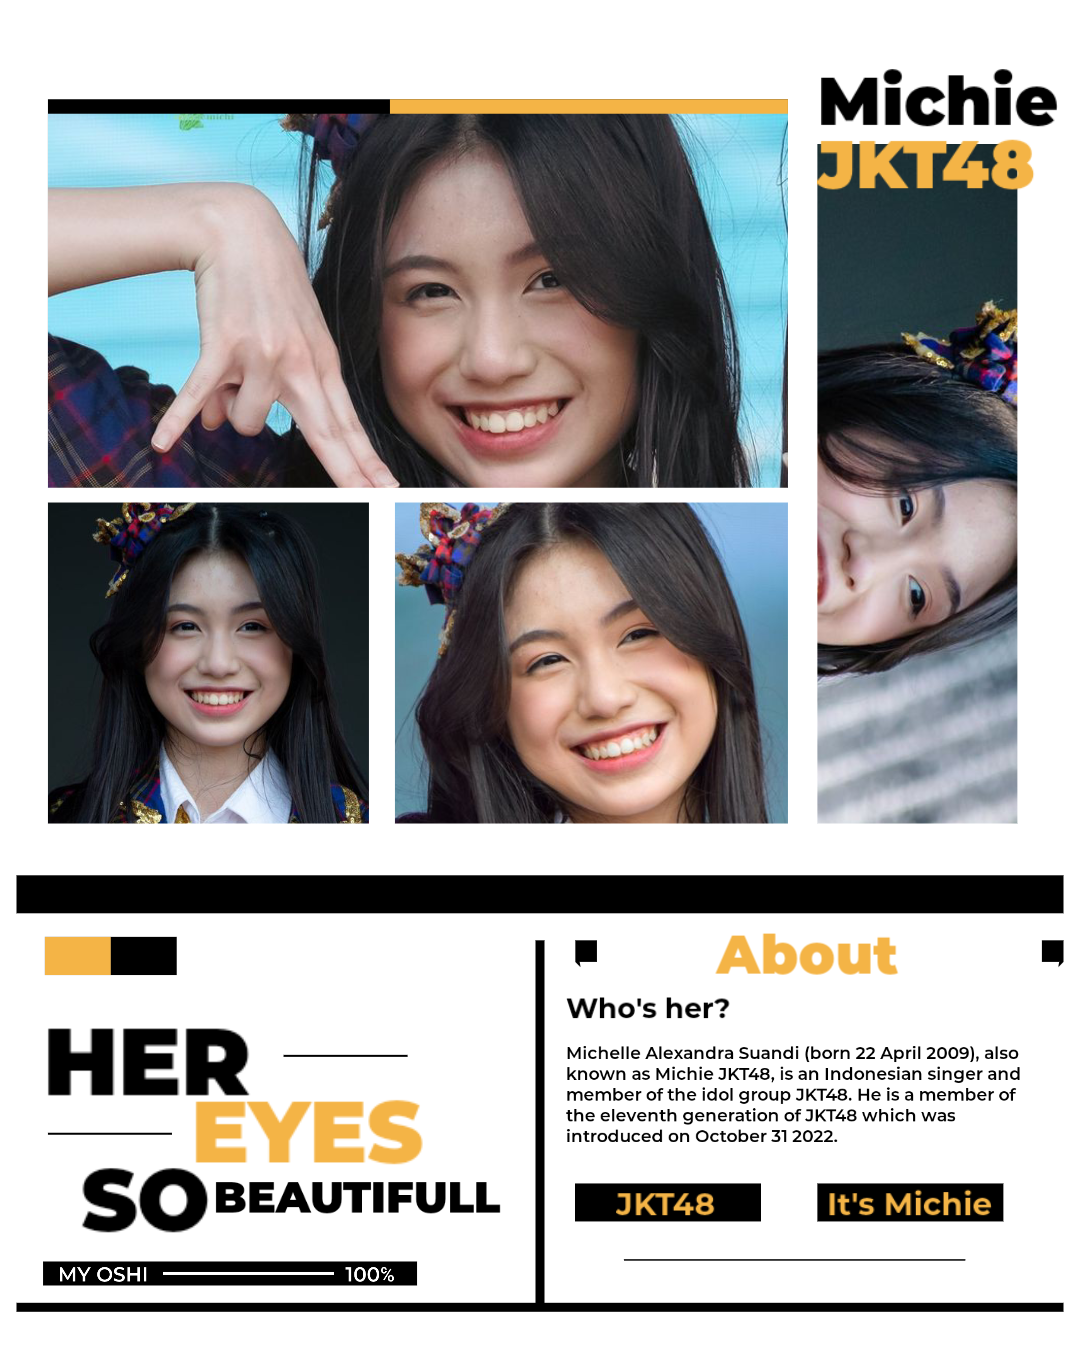 Michie
JKT48
michi
About
Who's her?
Michelle Alexandra Suandi (born 22 April 2009), also
known as Michie JKT48, is an Indonesian singer and
member of the idol group JKT48. He is a member of
the eleventh generation of JKT48 which was
introduced on October 31 2022.
JKT48
It's Michie
HER
EYES
SO BEAUTIFULL
MY OSHI 100%